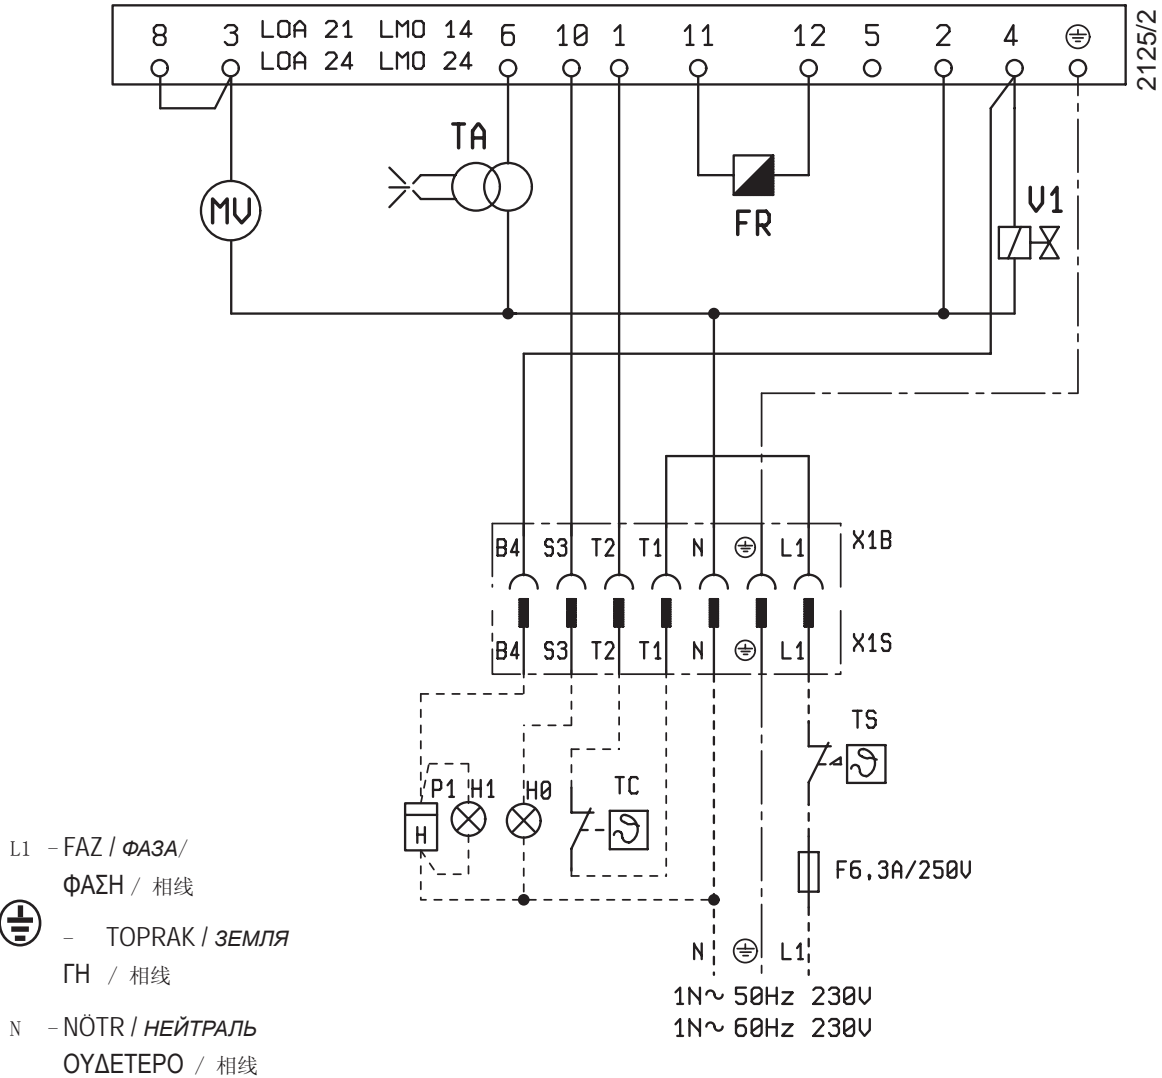 8 3 LOA 21 LMO 14 6 10 1 11 12 5 2 4
LOA 24 LMO 24
2125/2
TA
MV
FR
V1
B4 S3 T2 T1 N L1 X1B
B4 S3 T2 T1 N L1 X1S
TS
P1 H1 H0 TC
H
F6,3A/250V
L1 – FAZ / ФАЗА/
ΦΑΣΗ / 相线
– TOPRAK / ЗЕМЛЯ
ΓΗ / 相线
N – NÖTR / НЕЙТРАЛЬ
ΟΥΔΕΤΕΡΟ / 相线
N L1
1N~ 50Hz 230V
1N~ 60Hz 230V